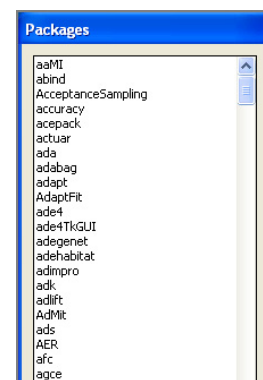 Packages
aaMI
abind
AcceptanceSampling
accuracy
acepack
actuar
ada
adabag
adapt
AdaptFit
ade4
ade4TkGUI
adegenet
adehabitat
adimpro
adk
adlift
AdMit
ads
AER
afc
agce